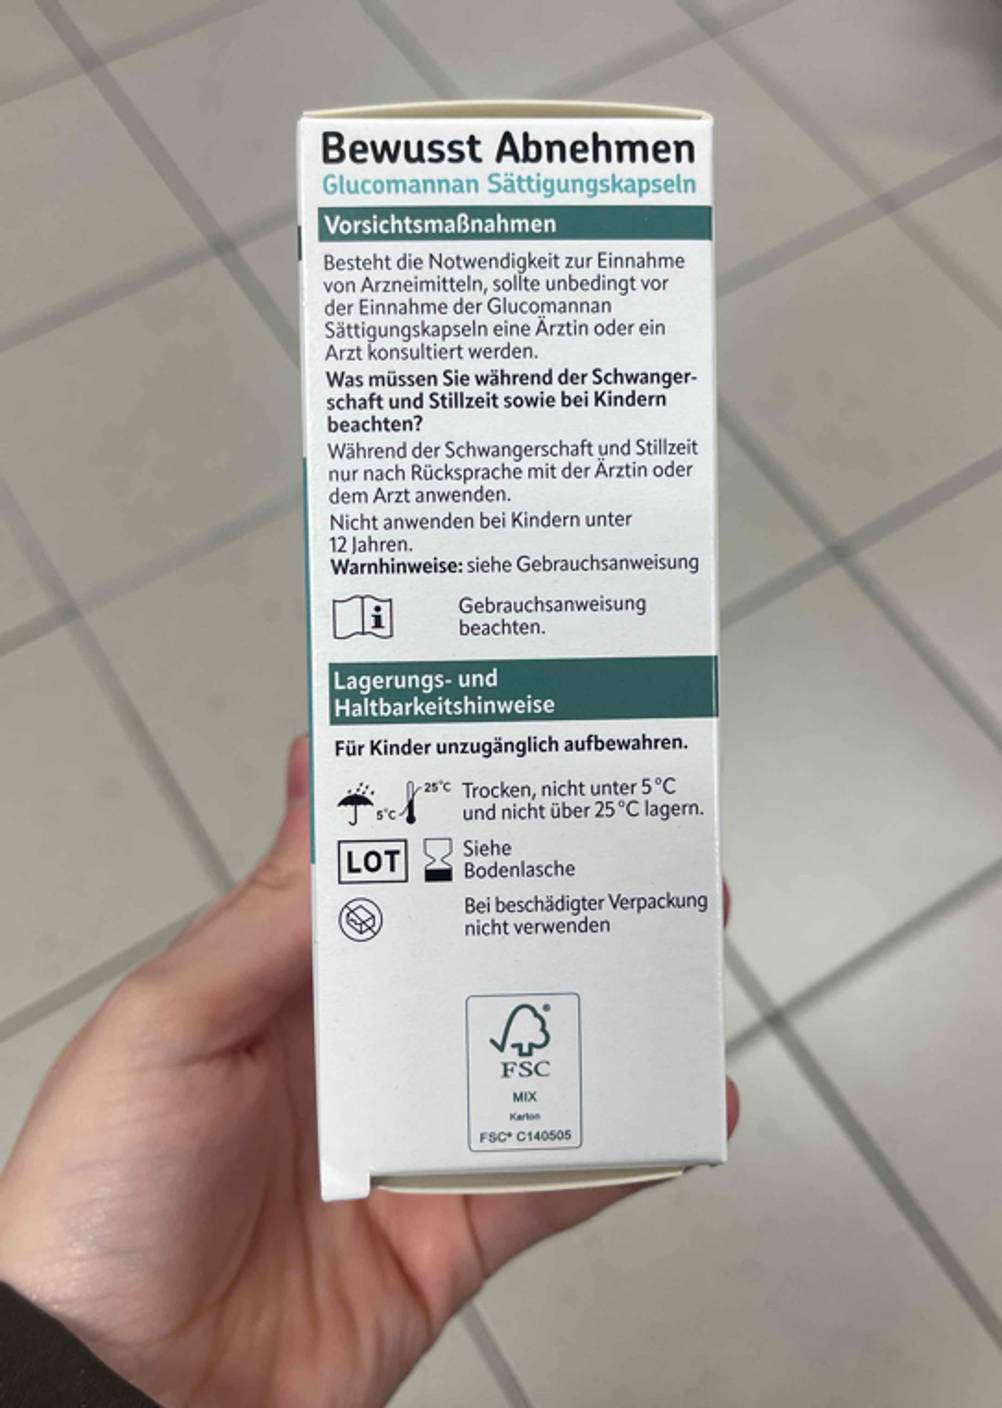 Bewusst Abnehmen
Glucomannan Sättigungskapseln
Vorsichtsmaßnahmen
Besteht die Notwendigkeit zur Einnahme
von Arzneimitteln, sollte unbedingt vor
der Einnahme der Glucomannan
Sättigungskapseln eine Ärztin oder ein
Arzt konsultiert werden.
Was müssen Sie während der Schwanger-
schaft und Stillzeit sowie bei Kindern
beachten?
Während der Schwangerschaft und Stillzeit
nur nach Rücksprache mit der Ärztin oder
dem Arzt anwenden.
Nicht anwenden bei Kindern unter
12 Jahren.
Warnhinweise: siehe Gebrauchsanweisung
i
Gebrauchsanweisung
beachten.
Lagerungs- und
Haltbarkeitshinweise
Für Kinder unzugänglich aufbewahren.
5°C 25°C Trocken, nicht unter 5 °C
und nicht über 25 °C lagern.
LOT
Siehe
Bodenlasche
Bei beschädigter Verpackung
nicht verwenden
FSC
MIX
Karton
FSC® C140505